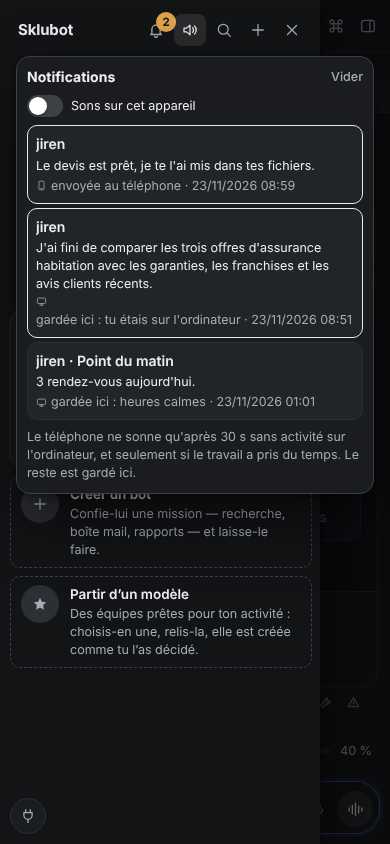 Sklubot
2
Notifications
Vider
Sons sur cet appareil
jiren
Le devis est prêt, je te l'ai mis dans tes fichiers.
envoyée au téléphone · 23/11/2026 08:59
jiren
J'ai fini de comparer les trois offres d'assurance
habitation avec les garanties, les franchises et les
avis clients récents.
gardée ici : tu étais sur l'ordinateur · 23/11/2026 08:51
jiren · Point du matin
3 rendez-vous aujourd'hui.
gardée ici : heures calmes · 23/11/2026 01:01
Le téléphone ne sonne qu'après 30 s sans activité sur
l'ordinateur, et seulement si le travail a pris du temps. Le
reste est gardé ici.
Créer un bot
Confie-lui une mission — recherche,
boîte mail, rapports — et laisse-le
faire.
Partir d’un modèle
Des équipes prêtes pour ton activité :
choisis-en une, relis-la, elle est créée
comme tu l’as décidé.
40 %